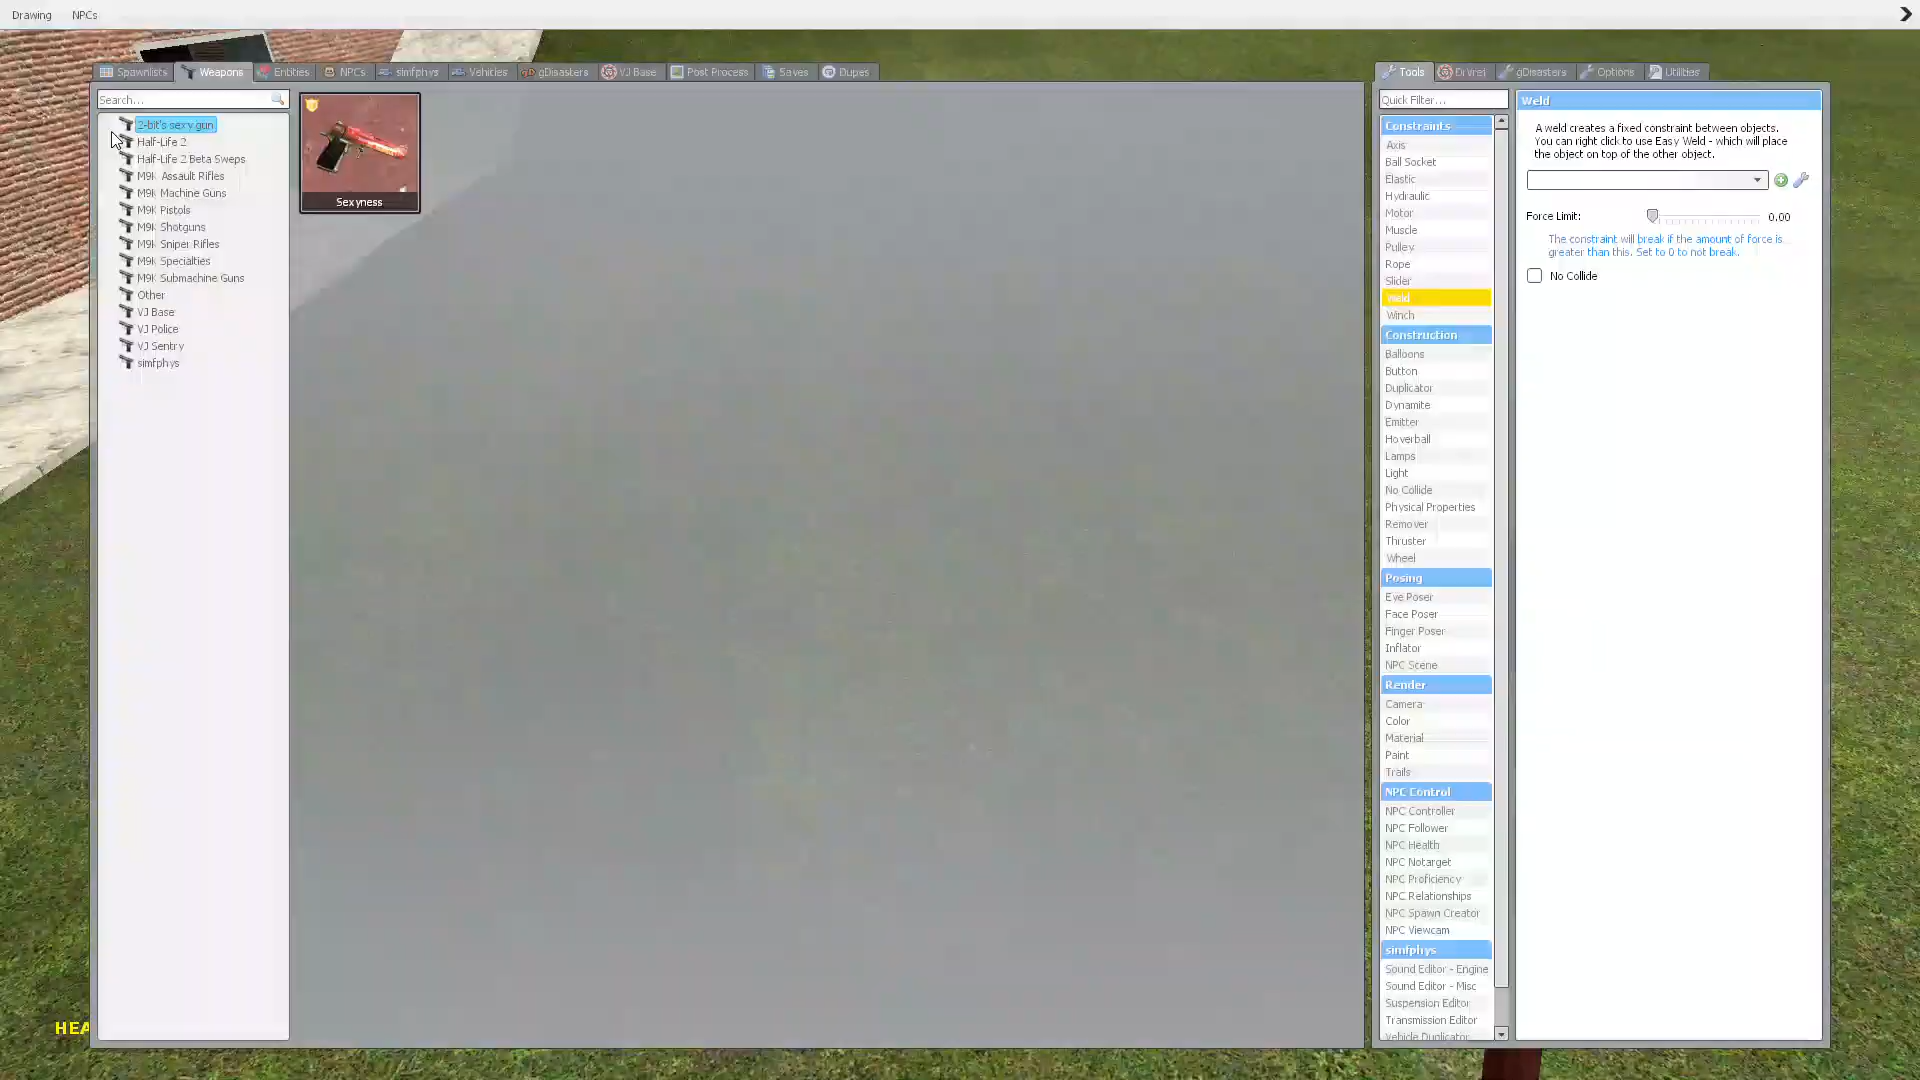 Drawing NPCs
Spawnlists Weapons Entities NPCs simfphys Vehicles gDisasters VJ Base Post Process Saves Dupes
Search...
2-bit's sexy gun
Half-Life 2
Half-Life 2 Beta Sweps
M9K Assault Rifles
M9K Machine Guns
M9K Pistols
M9K Shotguns
M9K Sniper Rifles
M9K Specialties
M9K Submachine Guns
Other
VJ Base
VJ Police
VJ Sentry
simfphys
Sexyness
HEA
Tools DrVrej gDisasters Options Utilities
Quick Filter...
Constraints
Axis
Ball Socket
Elastic
Hydraulic
Motor
Muscle
Pulley
Rope
Slider
Weld
Winch
Construction
Balloons
Button
Duplicator
Dynamite
Emitter
Hoverball
Lamps
Light
No Collide
Physical Properties
Remover
Thruster
Wheel
Posing
Eye Poser
Face Poser
Finger Poser
Inflator
NPC Scene
Render
Camera
Color
Material
Paint
Trails
NPC Control
NPC Controller
NPC Follower
NPC Health
NPC Notarget
NPC Proficiency
NPC Relationships
NPC Spawn Creator
NPC Viewcam
simfphys
Sound Editor - Engine
Sound Editor - Misc
Suspension Editor
Transmission Editor
Vehicle Duplicator
Weld
A weld creates a fixed constraint between objects.
You can right click to use Easy Weld - which will place
the object on top of the other object.
Force Limit: 0.00
The constraint will break if the amount of force is
greater than this. Set to 0 to not break.
No Collide